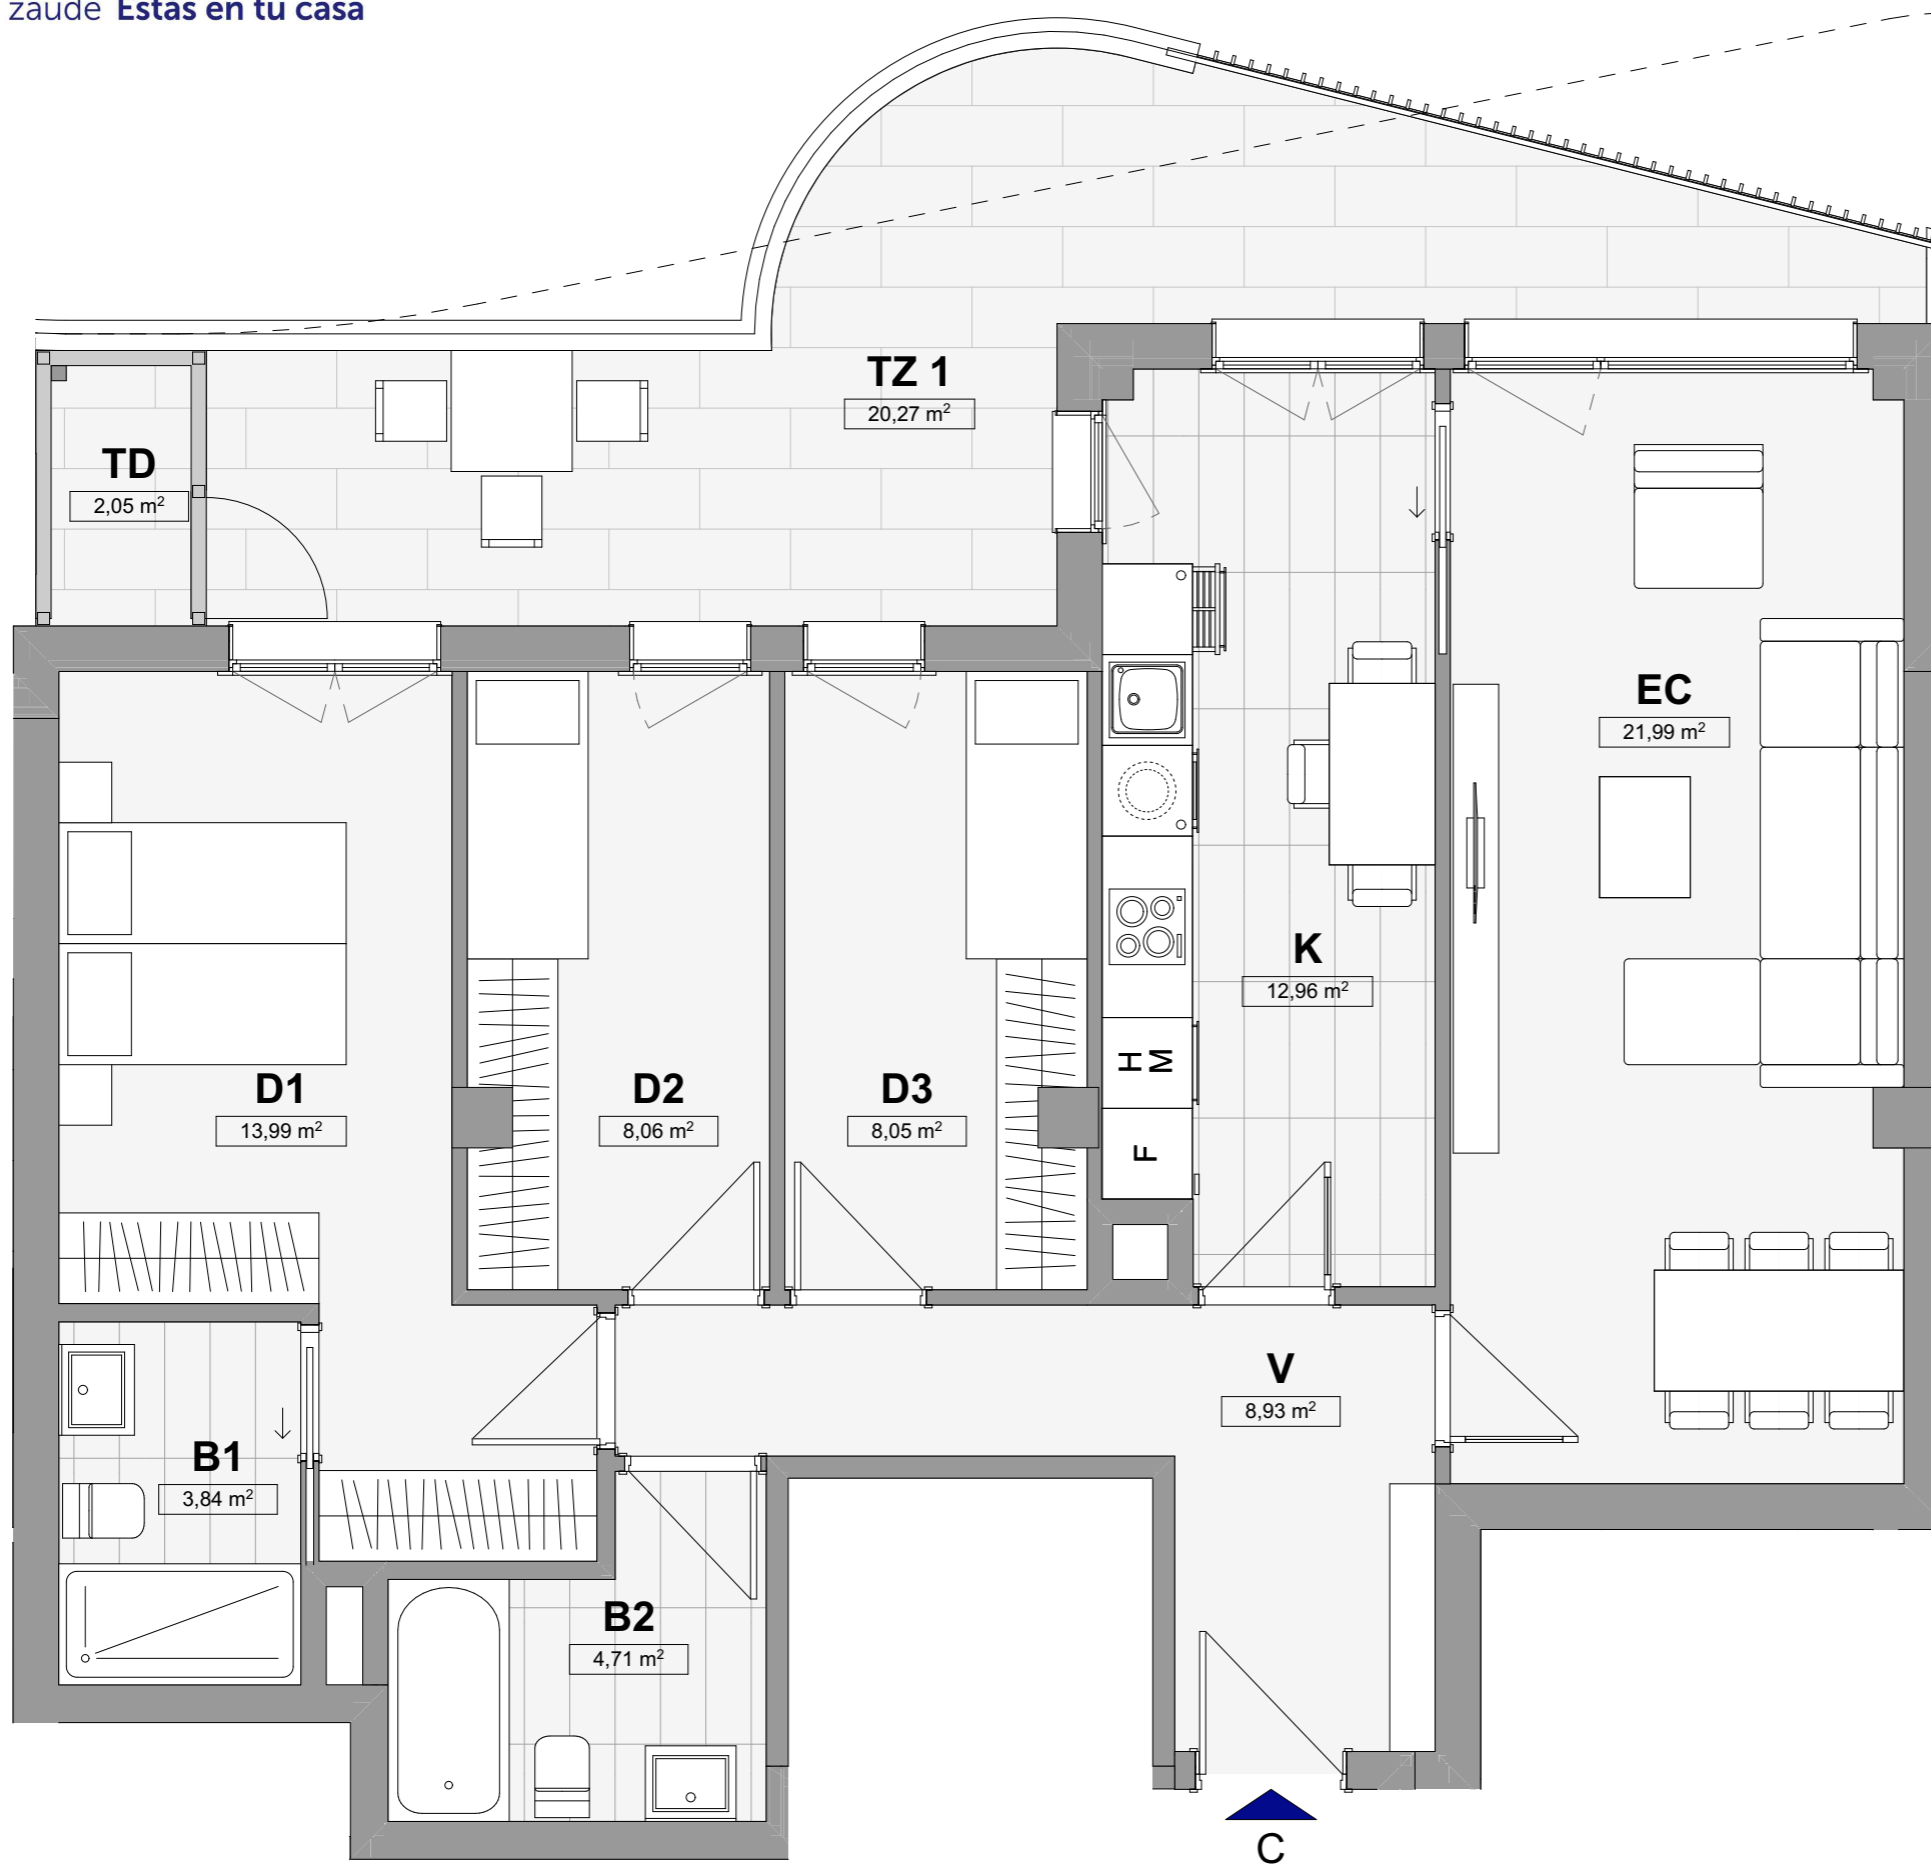 zaude Estás en tu casa
TZ 1
20,27 m²
TD
2,05 m²
EC
21,99 m²
K
12,96 m²
H
M
F
D1
13,99 m²
D2
8,06 m²
D3
8,05 m²
V
8,93 m²
B1
3,84 m²
B2
4,71 m²
C